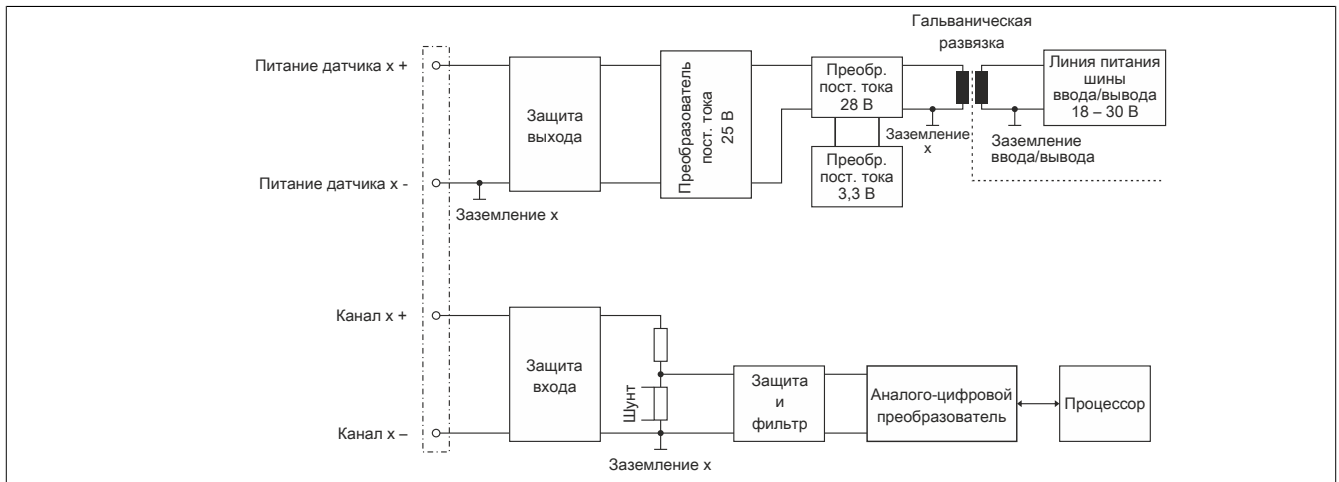 Гальваническая
развязка
Питание датчика x +
Защита
выхода
Преобразователь
пост. тока
25 В
Преобр.
пост. тока
28 В
Линия питания
шины
ввода/вывода
18 – 30 В
Заземление
x
Заземление
ввода/вывода
Преобр.
пост. тока
3,3 В
Питание датчика x -
Заземление x
Канал x +
Защита
входа
Шунт
Защита
и
фильтр
Аналого-цифровой
преобразователь
Процессор
Канал x –
Заземление x